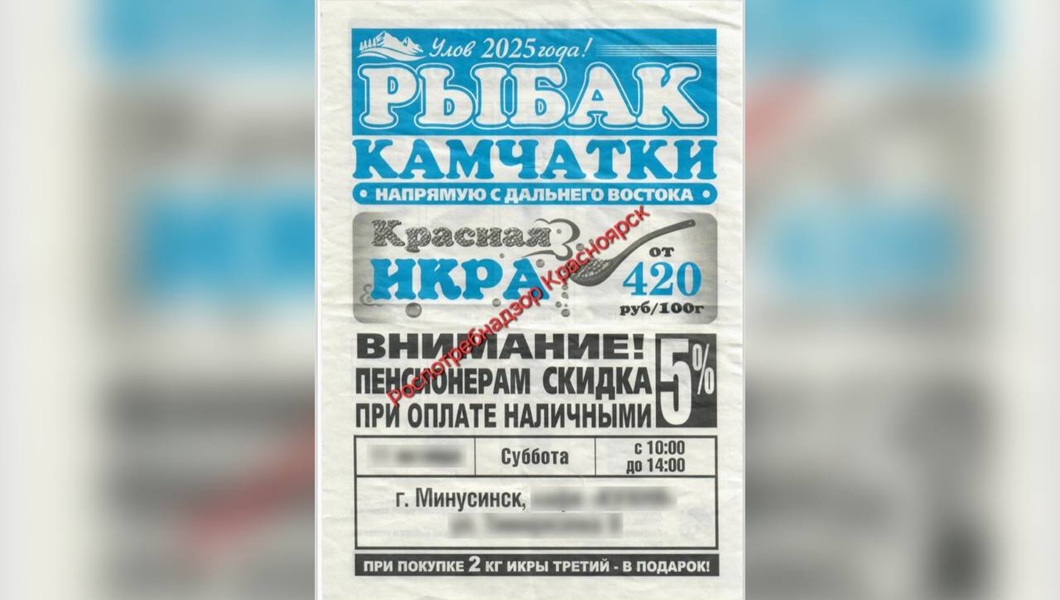 Улов 2025 года!
РЫБАК
КАМЧАТКИ
• НАПРЯМУЮ С ДАЛЬНЕГО ВОСТОКА •
Красная
ИКРА
от
420
руб/100г
Роспотребнадзор Красноярск
ВНИМАНИЕ!
ПЕНСИОНЕРАМ СКИДКА
ПРИ ОПЛАТЕ НАЛИЧНЫМИ
5%
Суббота
с 10:00
до 14:00
г. Минусинск,
ПРИ ПОКУПКЕ 2 КГ ИКРЫ ТРЕТИЙ - В ПОДАРОК!